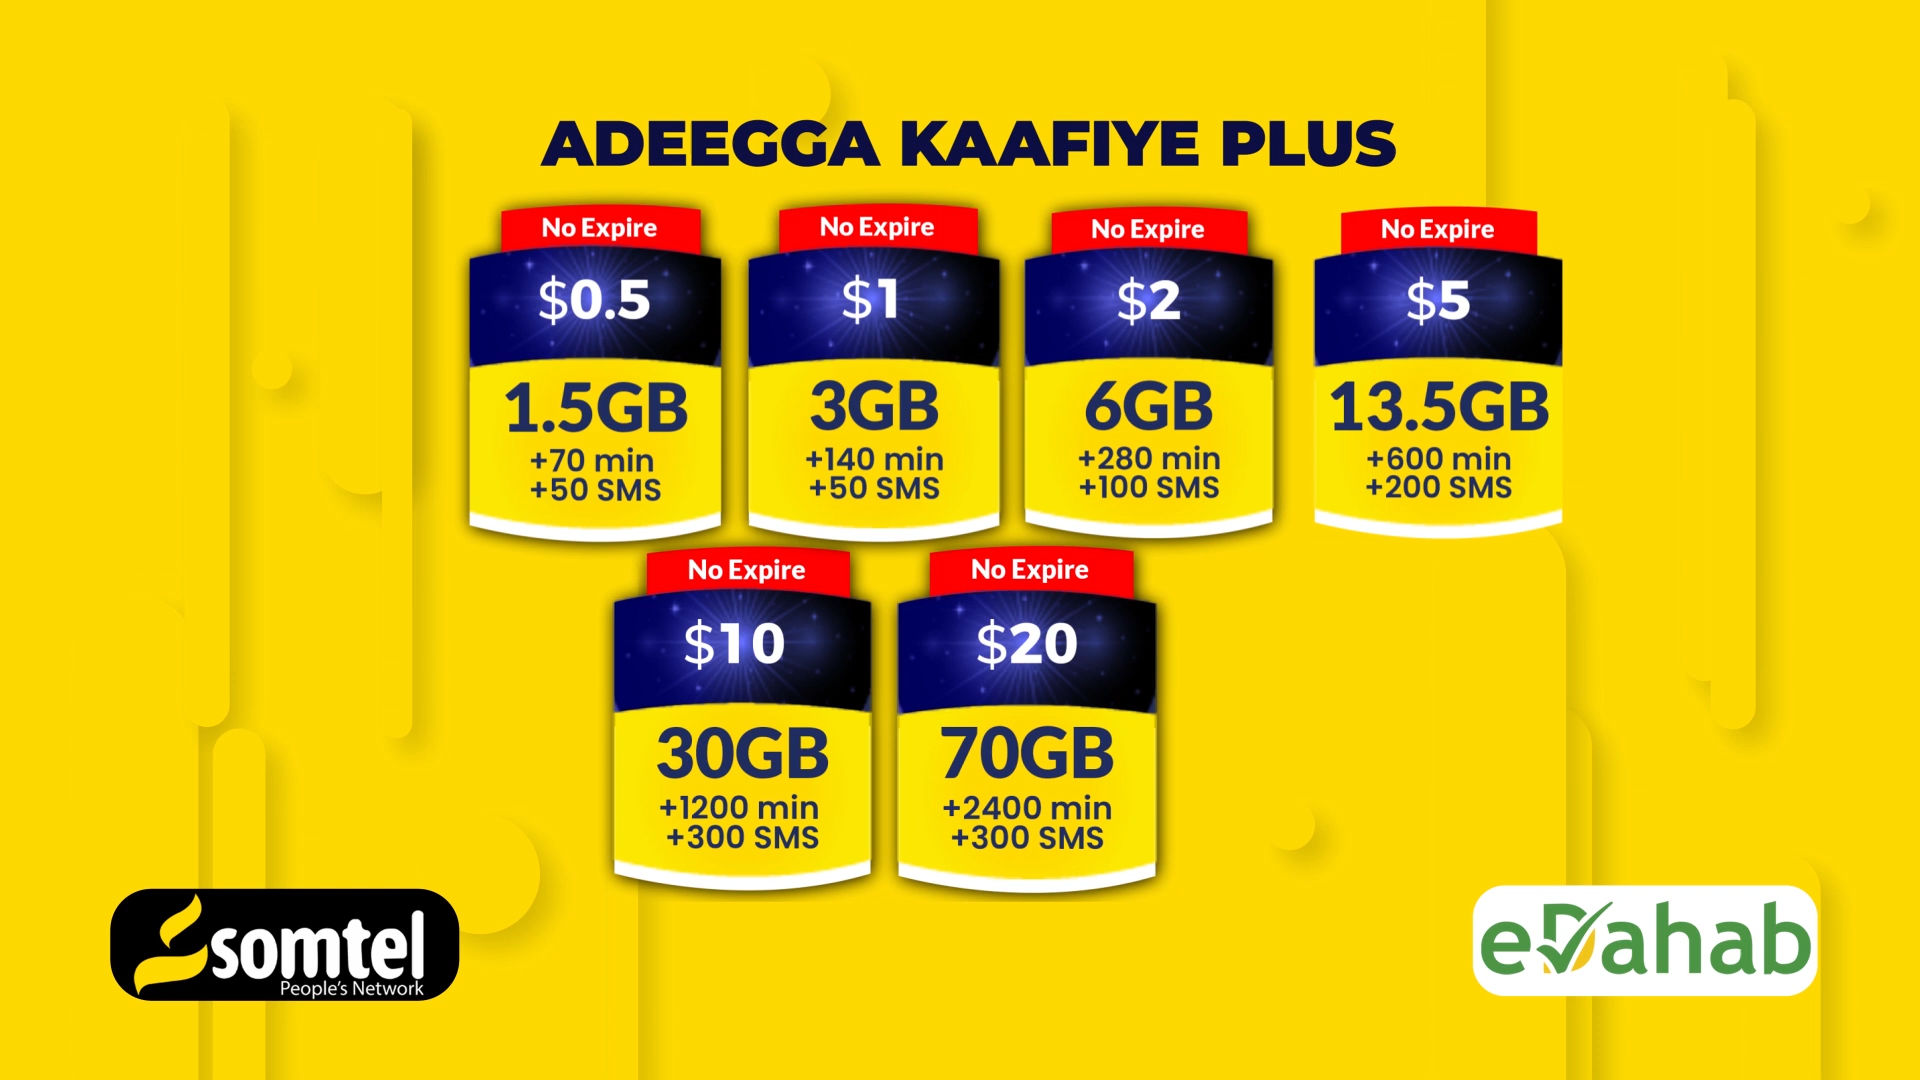 ADEEGGA KAAFIYE PLUS
No Expire
$0.5
1.5GB
+70 min
+50 SMS
No Expire
$1
3GB
+140 min
+50 SMS
No Expire
$2
6GB
+280 min
+100 SMS
No Expire
$5
13.5GB
+600 min
+200 SMS
No Expire
$10
30GB
+1200 min
+300 SMS
No Expire
$20
70GB
+2400 min
+300 SMS
somtel
People's Network
eDahab